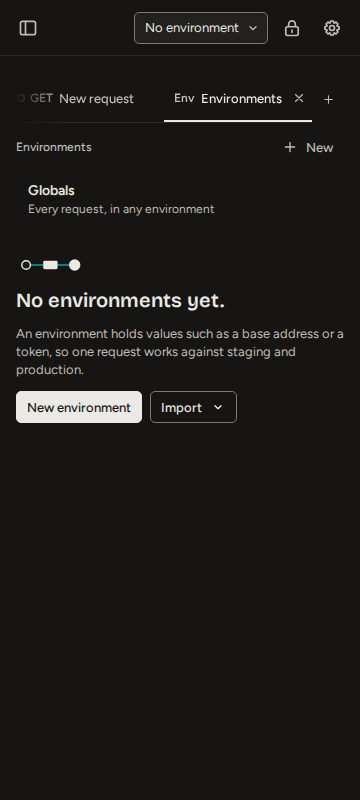 No environment
GET New request
Env Environments
Environments
New
Globals
Every request, in any environment
No environments yet.
An environment holds values such as a base address or a
token, so one request works against staging and
production.
New environment
Import